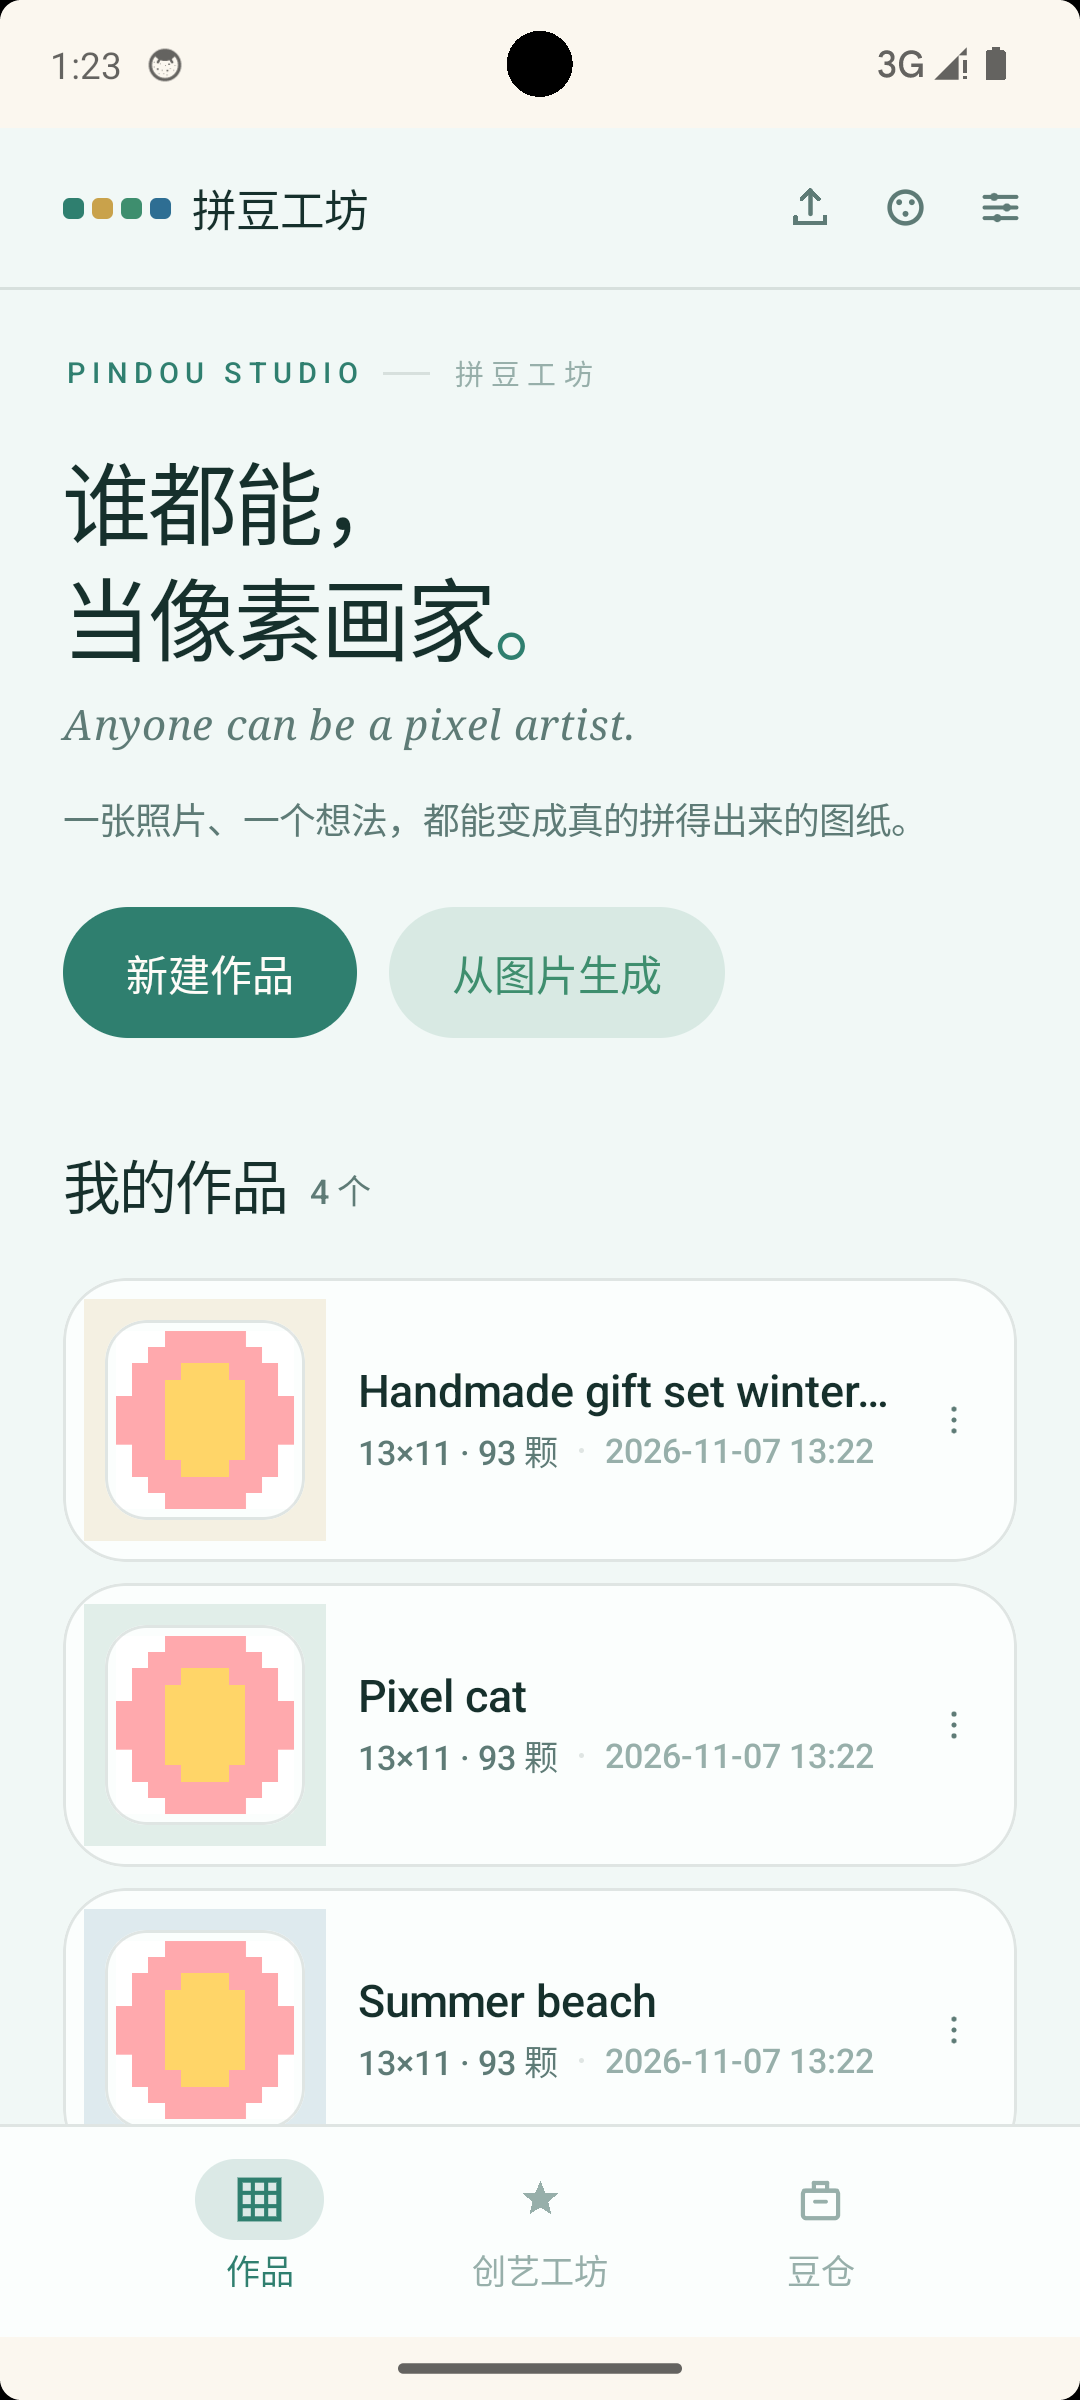 1:23
3G
拼豆工坊
PINDOU STUDIO — 拼豆工坊
谁都能，
当像素画家。
Anyone can be a pixel artist.
一张照片、一个想法，都能变成真的拼得出来的图纸。
新建作品
从图片生成
我的作品 4 个
Handmade gift set winter...
13×11 · 93 颗 · 2026-11-07 13:22
Pixel cat
13×11 · 93 颗 · 2026-11-07 13:22
Summer beach
13×11 · 93 颗 · 2026-11-07 13:22
作品
创艺工坊
豆仓